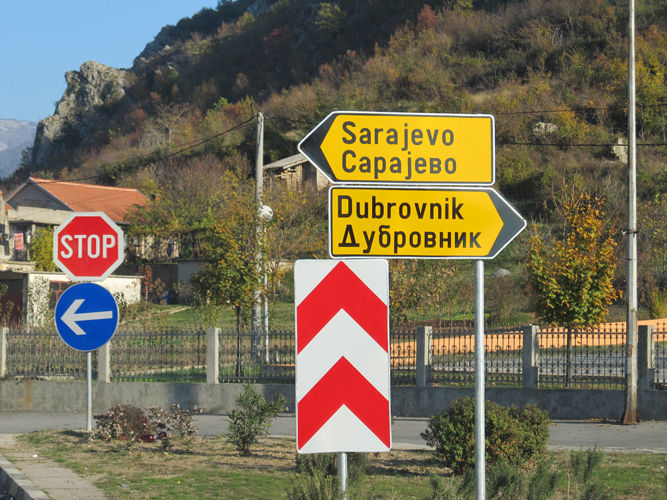 Sarajevo
Сарајево
Dubrovnik
Дубровник
STOP